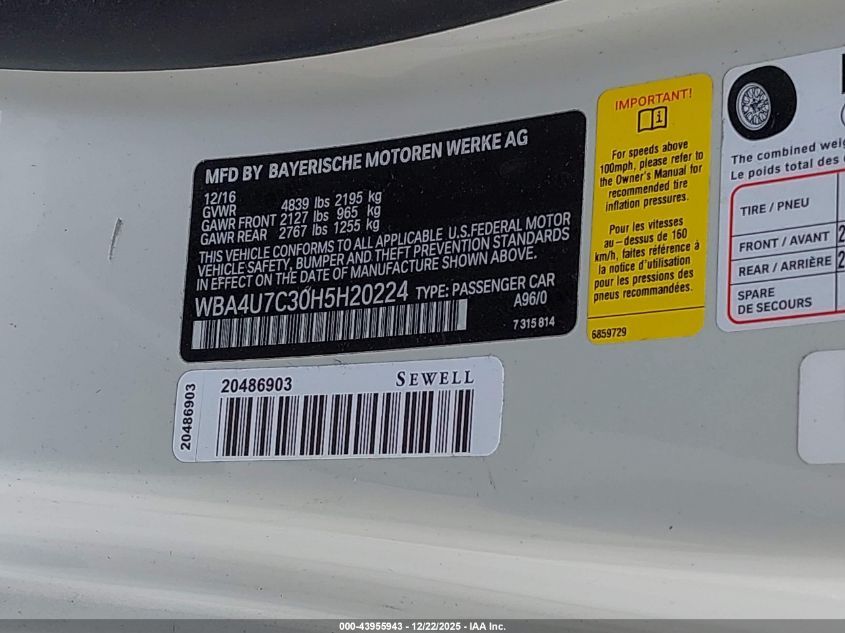 MFD BY BAYERISCHE MOTOREN WERKE AG
12/16
GVWR 4839 lbs 2195 kg
GAWR FRONT 2127 lbs 965 kg
GAWR REAR 2767 lbs 1255 kg
THIS VEHICLE CONFORMS TO ALL APPLICABLE U.S.FEDERAL MOTOR
VEHICLE SAFETY, BUMPER AND THEFT PREVENTION STANDARDS
IN EFFECT ON THE DATE OF MANUFACTURE SHOWN ABOVE.
WBA4U7C30H5H20224 TYPE: PASSENGER CAR
A96/0
7 315 814
20486903
20486903 SEWELL
IMPORTANT!
For speeds above
100mph, please refer to
the Owner's Manual for
recommended tire
inflation pressures.
Pour les vitesses
au-dessus de 160
km/h, faites référence à
la notice d'utilisation
pour les pressions des
pneus recommandées.
6859729
The combined
Le poids total des
TIRE / PNEU
FRONT / AVANT 2
REAR / ARRIÈRE 2
SPARE
DE SECOURS
000-43955943 - 12/22/2025 - IAA Inc.